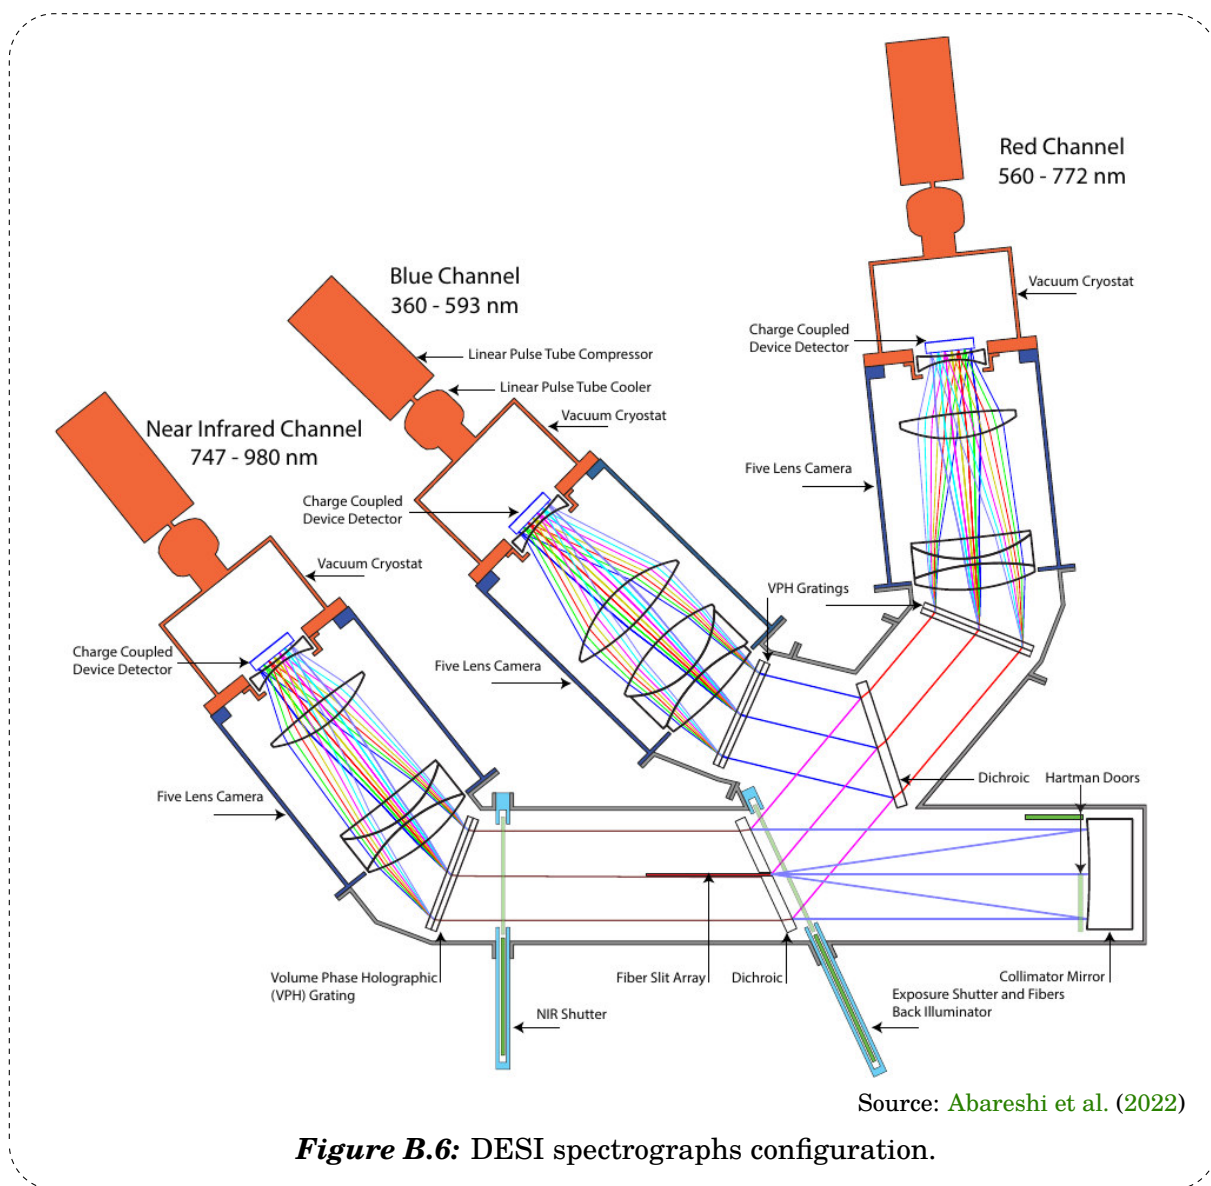 Red Channel
560 - 772 nm
Blue Channel
360 - 593 nm
Vacuum Cryostat
Charge Coupled
Device Detector
Linear Pulse Tube Compressor
Linear Pulse Tube Cooler
Vacuum Cryostat
Near Infrared Channel
747 - 980 nm
Five Lens Camera
Charge Coupled
Device Detector
Vacuum Cryostat
VPH Gratings
Charge Coupled
Device Detector
Five Lens Camera
Dichroic
Hartman Doors
Five Lens Camera
Volume Phase Holographic
(VPH) Grating
Fiber Slit Array
Dichroic
Collimator Mirror
Exposure Shutter and Fibers
Back Illuminator
NIR Shutter
Source: Abareshi et al. (2022)
Figure B.6: DESI spectrographs configuration.